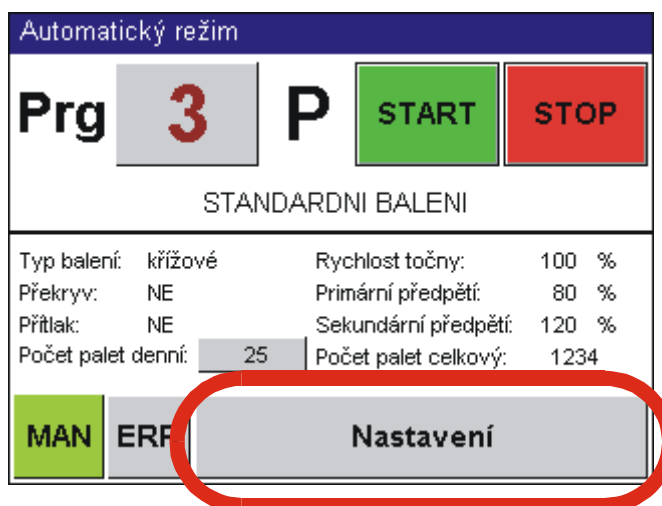 Automatický režim
Prg 3 P START STOP
STANDARDNI BALENI
Typ balení: křížové Rychlost točny: 100 %
Překryv: NE Primární předpětí: 80 %
Přítlak: NE Sekundární předpětí: 120 %
Počet palet denní: 25 Počet palet celkový: 1234
MAN ERR Nastavení